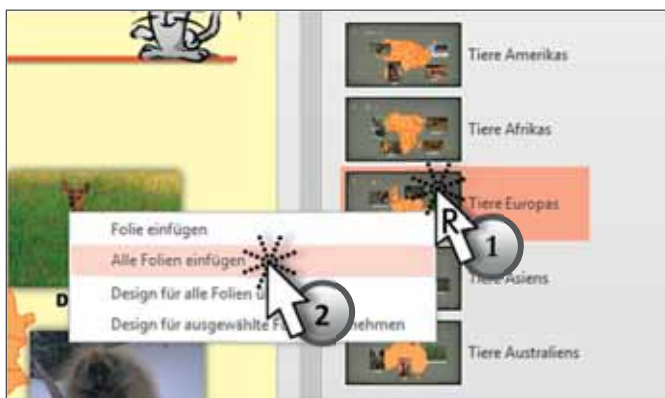 Tiere Amerikas
Tiere Afrikas
Tiere Europas
R
1
Folie einfügen
Alle Folien einfügen
Tiere Asiens
Design für alle Folien ü
2
Design für ausgewählte F nehmen
D
Tiere Australiens